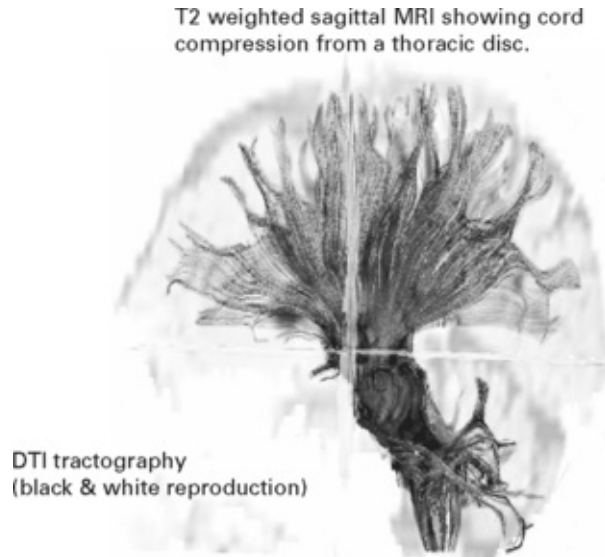 T2 weighted sagittal MRI showing cord
compression from a thoracic disc.
DTI tractography
(black & white reproduction)